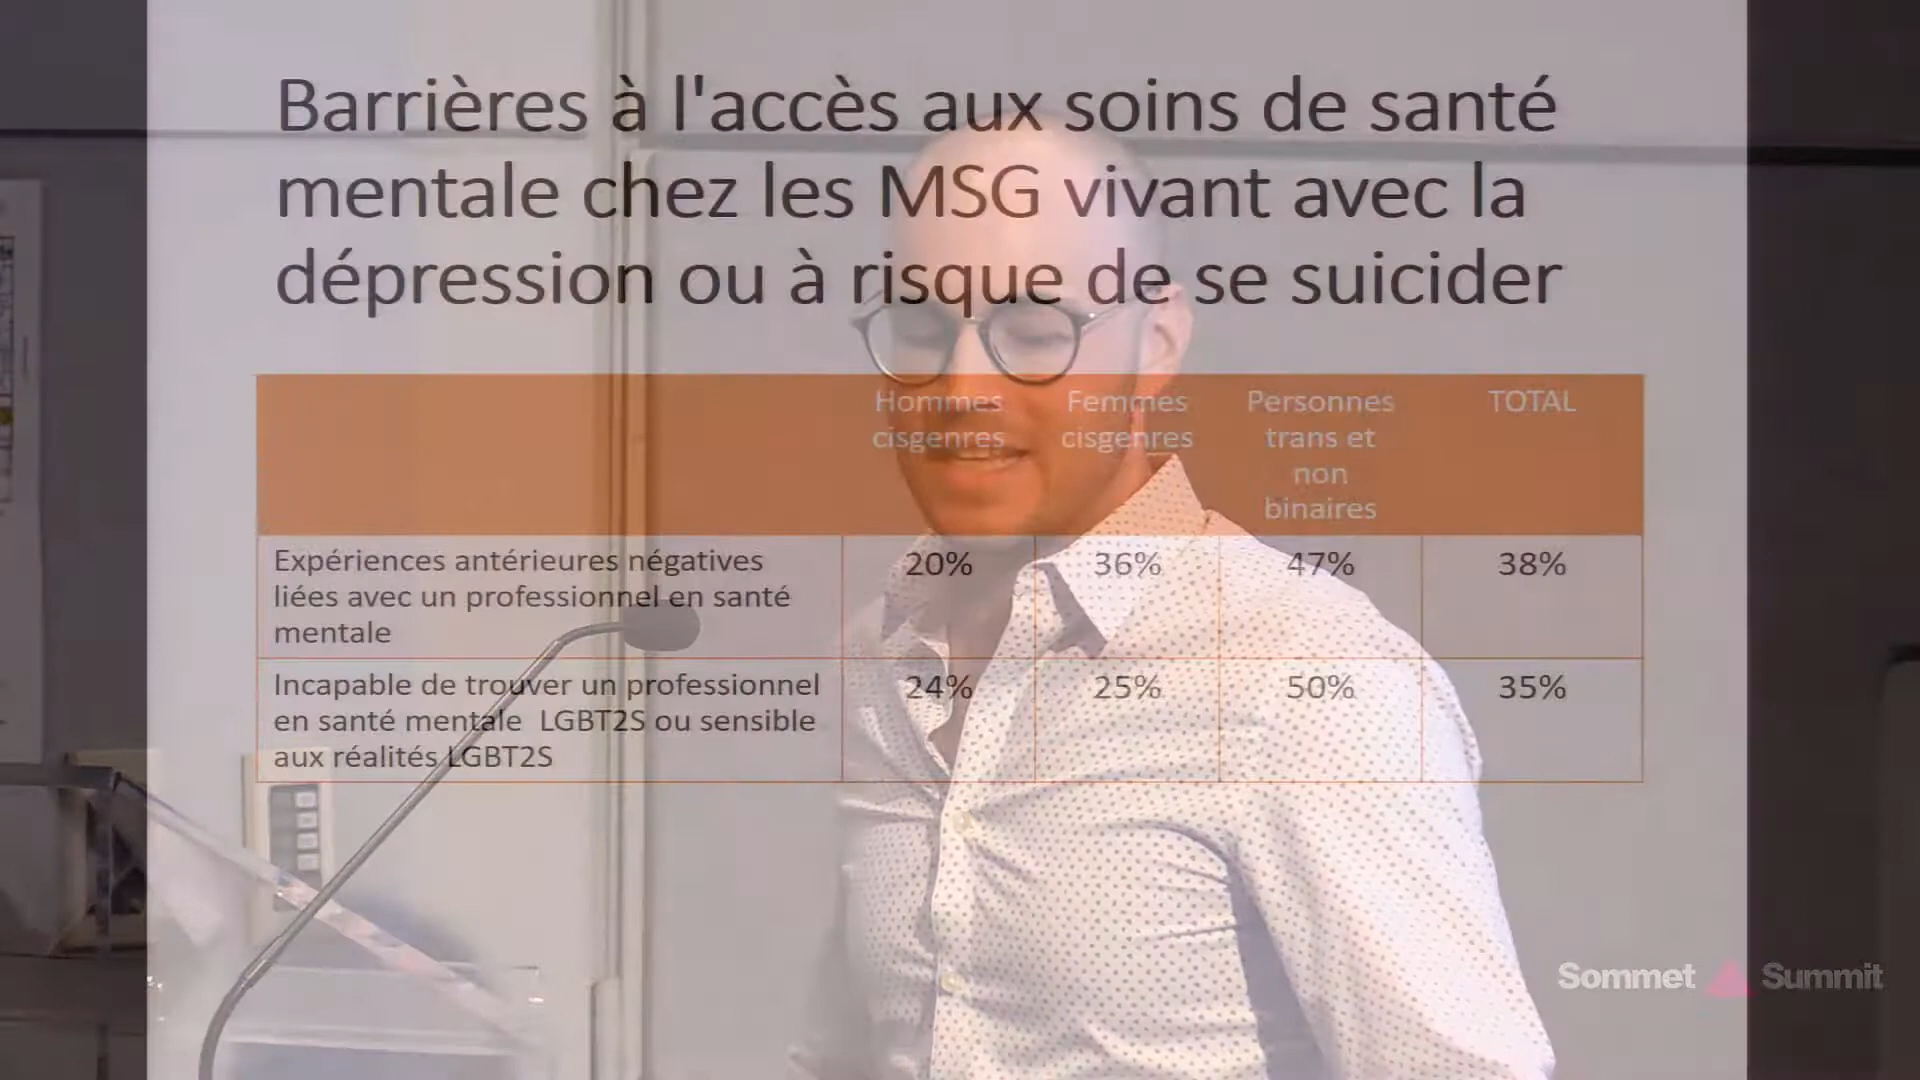 Barrières à l'accès aux soins de santé
mentale chez les MSG vivant avec la
dépression ou à risque de se suicider
Hommes cisgenres
Femmes cisgenres
Personnes trans et non binaires
TOTAL
Expériences antérieures négatives
liées avec un professionnel en santé
mentale
20%
36%
47%
38%
Incapable de trouver un professionnel
en santé mentale LGBT2S ou sensible
aux réalités LGBT2S
24%
25%
50%
35%
Sommet Summit